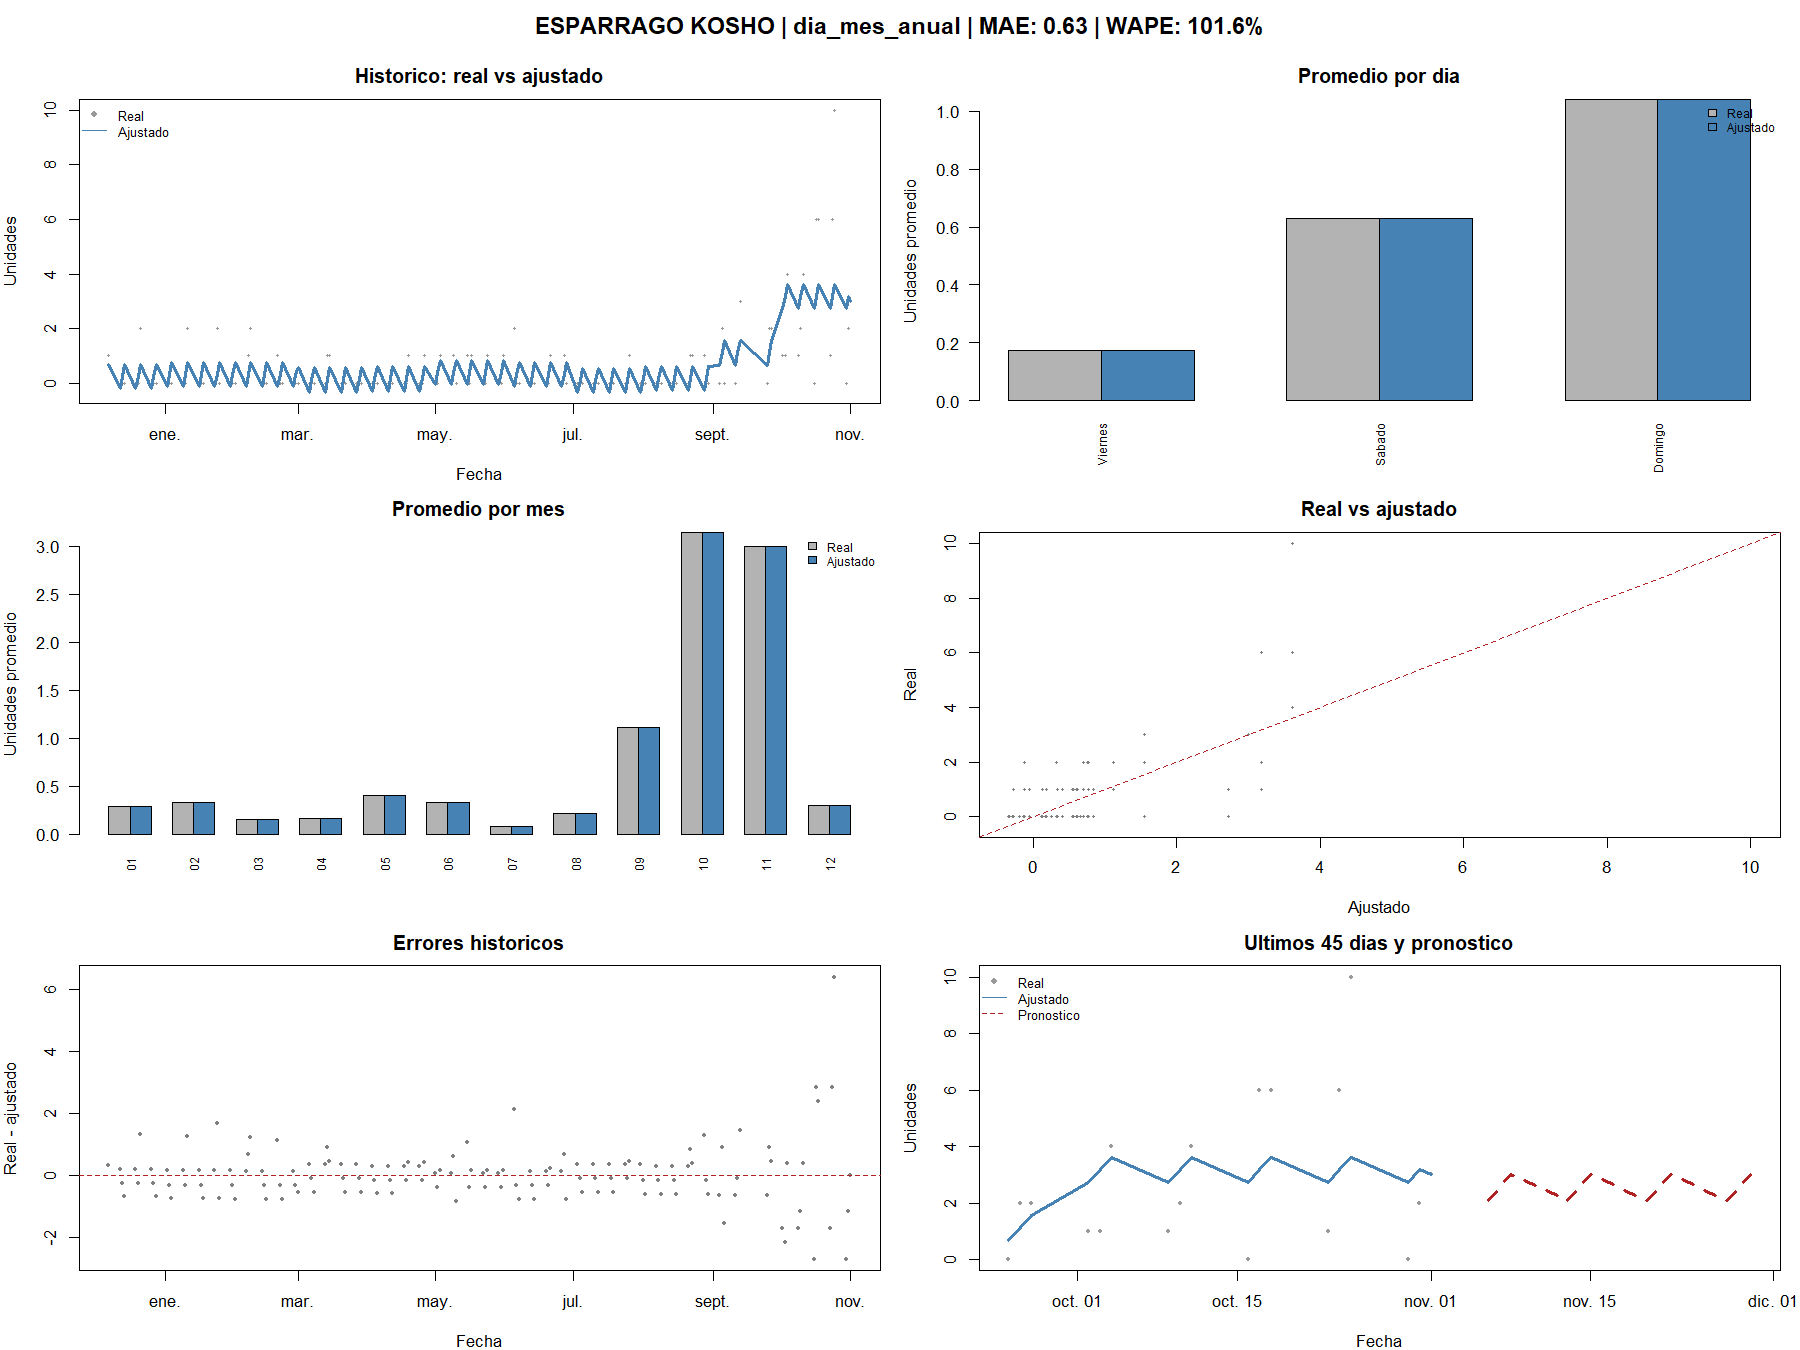 ESPARRAGO KOSHO | dia_mes_anual | MAE: 0.63 | WAPE: 101.6%
Historico: real vs ajustado
Real
Ajustado
Unidades
0
2
4
6
8
10
ene.
mar.
may.
jul.
sept.
nov.
Fecha
Promedio por dia
Real
Ajustado
Unidades promedio
0.0
0.2
0.4
0.6
0.8
1.0
Viernes
Sabado
Domingo
Promedio por mes
Real
Ajustado
Unidades promedio
0.0
0.5
1.0
1.5
2.0
2.5
3.0
01
02
03
04
05
06
07
08
09
10
11
12
Real vs ajustado
Real
0
2
4
6
8
10
0
2
4
6
8
10
Ajustado
Errores historicos
Real - ajustado
-2
0
2
4
6
ene.
mar.
may.
jul.
sept.
nov.
Fecha
Ultimos 45 dias y pronostico
Real
Ajustado
Pronostico
Unidades
0
2
4
6
8
10
oct. 01
oct. 15
nov. 01
nov. 15
dic. 01
Fecha